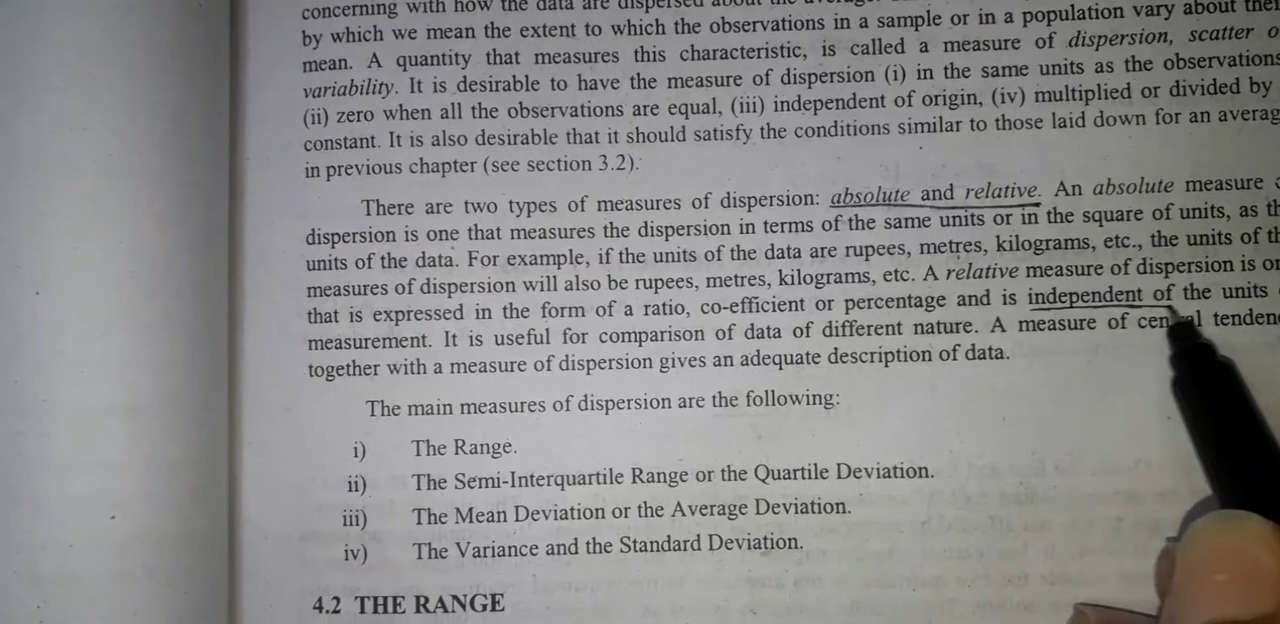 concerning with how the data are dispersed about the average.
by which we mean the extent to which the observations in a sample or in a population vary about
mean. A quantity that measures this characteristic, is called a measure of dispersion, scatter
variability. It is desirable to have the measure of dispersion (i) in the same units as the observations
(ii) zero when all the observations are equal, (iii) independent of origin, (iv) multiplied or divided by
constant. It is also desirable that it should satisfy the conditions similar to those laid down for an averag
in previous chapter (see section 3.2).
There are two types of measures of dispersion: absolute and relative. An absolute measure
dispersion is one that measures the dispersion in terms of the same units or in the square of units, as th
units of the data. For example, if the units of the data are rupees, metres, kilograms, etc., the units of th
measures of dispersion will also be rupees, metres, kilograms, etc. A relative measure of dispersion is
that is expressed in the form of a ratio, co-efficient or percentage and is independent of the units
measurement. It is useful for comparison of data of different nature. A measure of tenden
together with a measure of dispersion gives an adequate description of data.
The main measures of dispersion are the following:
i) The Range.
ii) The Semi-Interquartile Range or the Quartile Deviation.
iii) The Mean Deviation or the Average Deviation.
iv) The Variance and the Standard Deviation.
4.2 THE RANGE